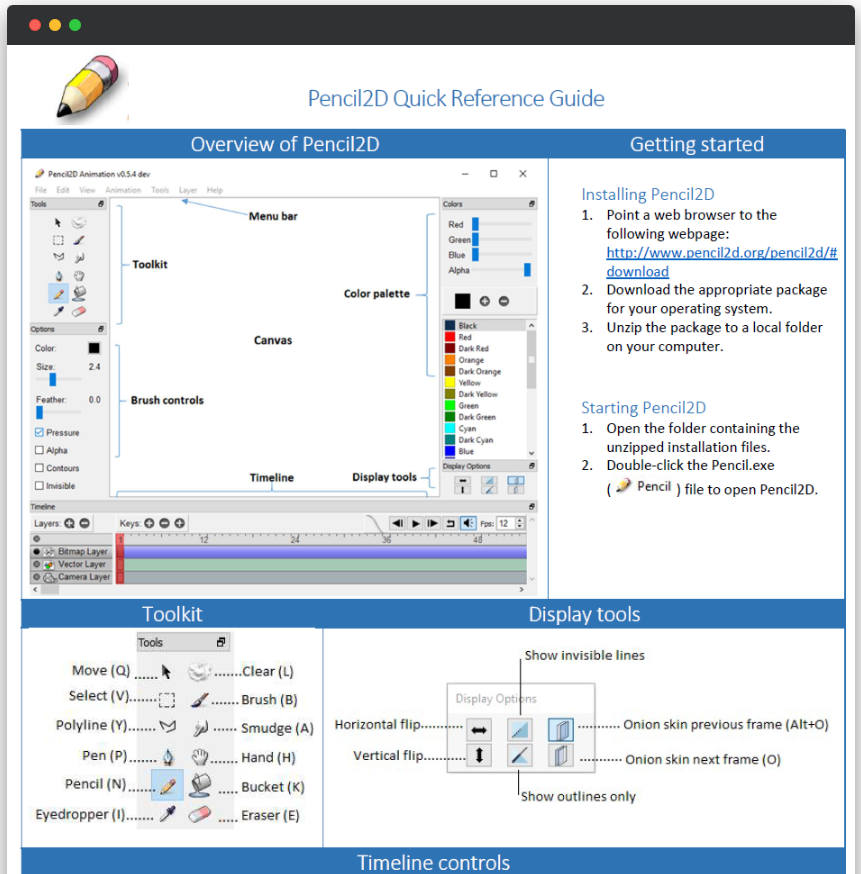 Pencil2D Quick Reference Guide
Overview of Pencil2D
Getting started
Pencil2D Animation v0.5.4 dev
File Edit View Animation Tools Layer Help
Tools
Colors
Menu bar
Red
Green
Blue
Alpha
Toolkit
Color palette
Canvas
Options
Color:
Size: 2.4
Feather: 0.0
Pressure
Alpha
Contours
Invisible
Brush controls
Black
Red
Dark Red
Orange
Dark Orange
Yellow
Dark Yellow
Green
Dark Green
Cyan
Dark Cyan
Blue
Display Options
Timeline
Display tools
Timeline
Layers:
Keys:
Fps: 12
1 12 24 36 48
Bitmap Layer
Vector Layer
Camera Layer
Installing Pencil2D
1. Point a web browser to the
following webpage:
http://www.pencil2d.org/pencil2d/#
download
2. Download the appropriate package
for your operating system.
3. Unzip the package to a local folder
on your computer.
Starting Pencil2D
1. Open the folder containing the
unzipped installation files.
2. Double-click the Pencil.exe
( Pencil ) file to open Pencil2D.
Toolkit
Display tools
Tools
Move (Q) ...... .......Clear (L)
Select (V)....... ....... Brush (B)
Polyline (Y)...... ...... Smudge (A)
Pen (P)...... ...... Hand (H)
Pencil (N)...... ..... Bucket (K)
Eyedropper (I)....... ..... Eraser (E)
Show invisible lines
Display Options
Horizontal flip.......... .......... Onion skin previous frame (Alt+O)
Vertical flip.......... .......... Onion skin next frame (O)
Show outlines only
Timeline controls